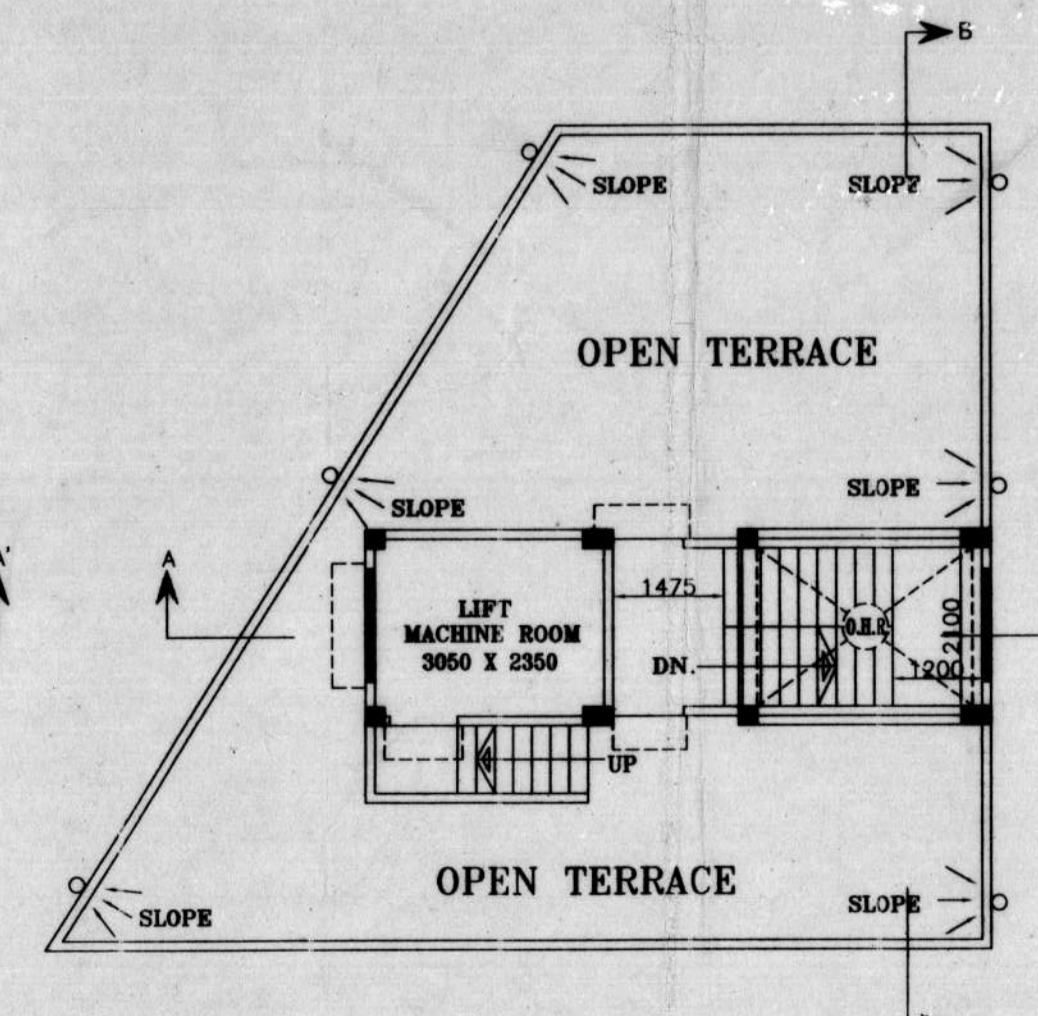 B
SLOPE
SLOPE
OPEN TERRACE
SLOPE
SLOPE
A
LIFT
MACHINE ROOM
3050 X 2350
1475
O.H.R.
2100
DN.
1200
UP
OPEN TERRACE
SLOPE
SLOPE